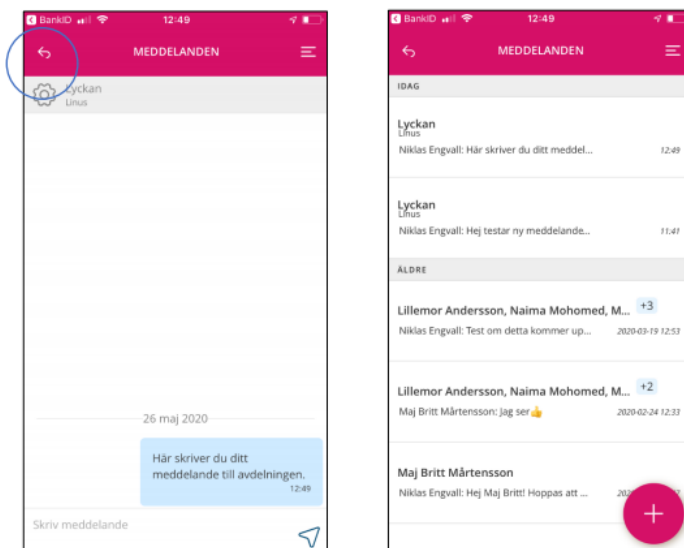 BankID 12:49
MEDDELANDEN
Lyckan
Linus
26 maj 2020
Här skriver du ditt
meddelande till avdelningen.
12:49
Skriv meddelande
BankID 12:49
MEDDELANDEN
IDAG
Lyckan
Linus
Niklas Engvall: Här skriver du ditt meddel... 12:49
Lyckan
Linus
Niklas Engvall: Hej testar ny meddelande... 11:41
ÄLDRE
Lillemor Andersson, Naima Mohomed, M... +3
Niklas Engvall: Test om detta kommer up... 2020-03-19 12:53
Lillemor Andersson, Naima Mohomed, M... +2
Maj Britt Mårtensson: Jag ser👍 2020-02-24 12:33
Maj Britt Mårtensson
Niklas Engvall: Hej Maj Britt! Hoppas att ...